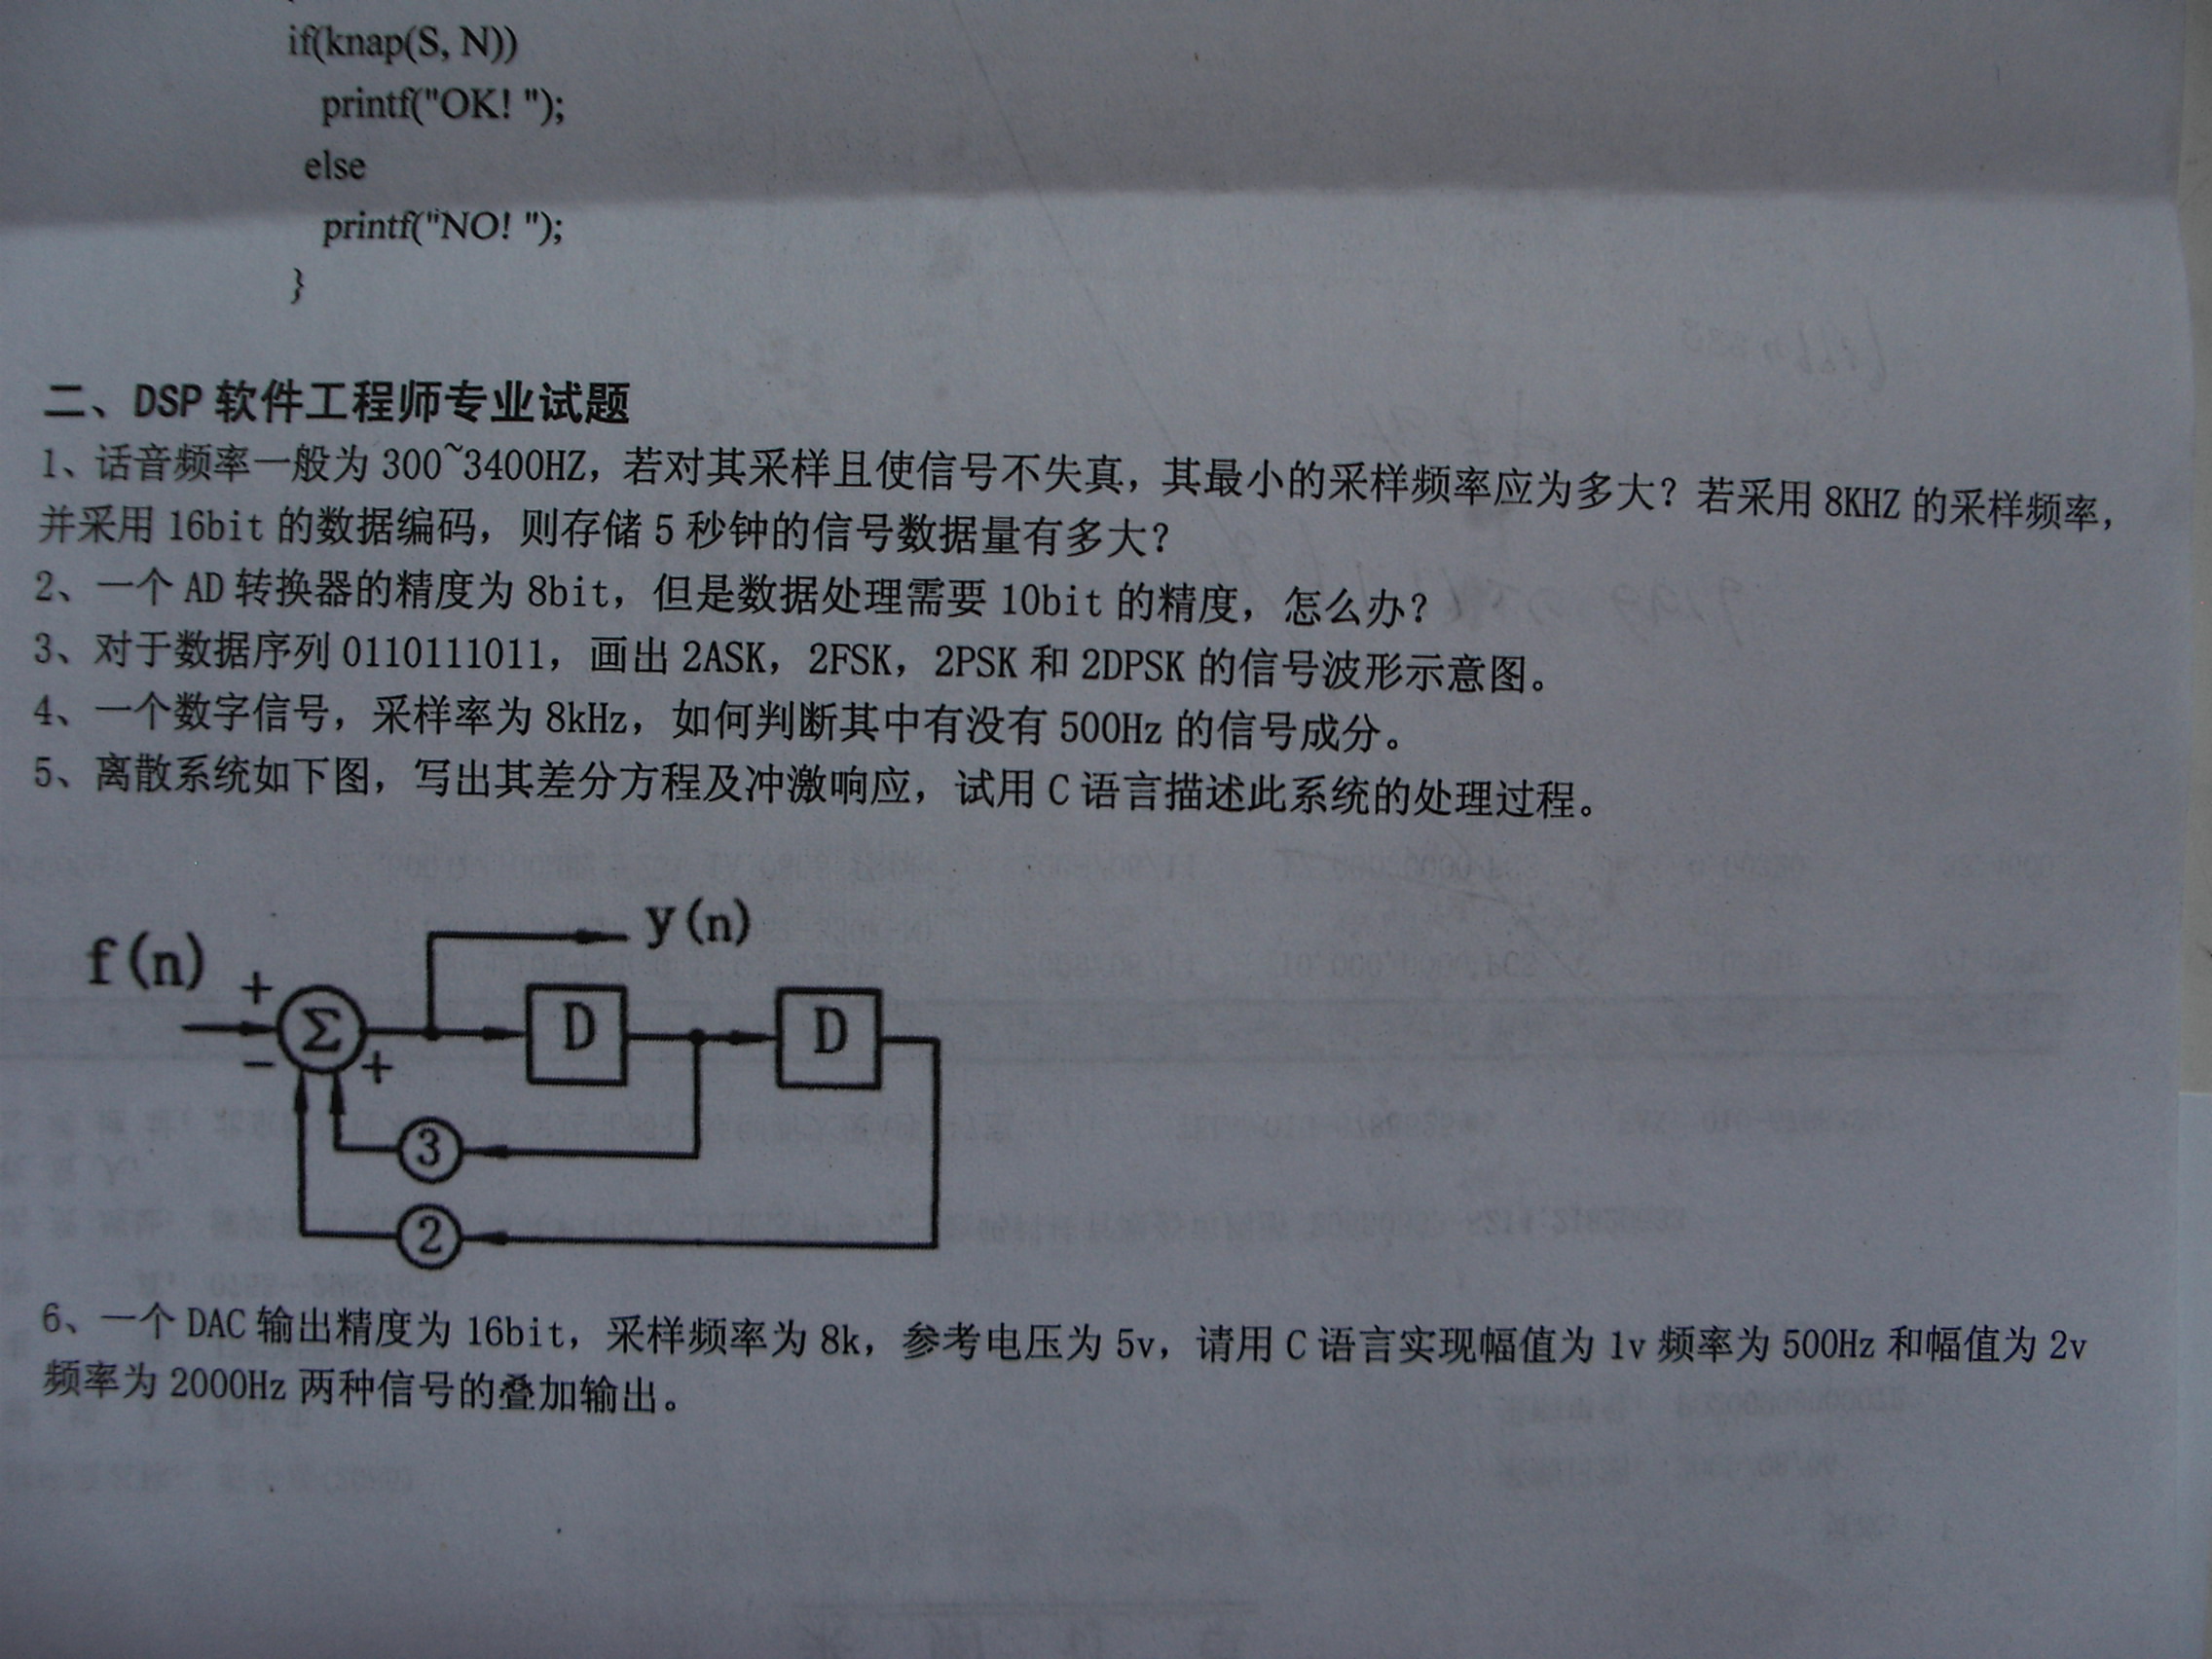 if(knap(S, N))
printf("OK! ");
else
printf("NO! ");
}
二、DSP 软件工程师专业试题
1、话音频率一般为 300~3400HZ，若对其采样且使信号不失真，其最小的采样频率应为多大？若采用 8KHZ 的采样频率，
并采用 16bit 的数据编码，则存储 5 秒钟的信号数据量有多大？
2、一个 AD 转换器的精度为 8bit，但是数据处理需要 10bit 的精度，怎么办？
3、对于数据序列 0110111011，画出 2ASK，2FSK，2PSK 和 2DPSK 的信号波形示意图。
4、一个数字信号，采样率为 8kHz，如何判断其中有没有 500Hz 的信号成分。
5、离散系统如下图，写出其差分方程及冲激响应，试用 C 语言描述此系统的处理过程。
y(n)
f(n)
+
Σ
D
D
−
+
3
2
6、一个 DAC 输出精度为 16bit，采样频率为 8k，参考电压为 5v，请用 C 语言实现幅值为 1v 频率为 500Hz 和幅值为 2v
频率为 2000Hz 两种信号的叠加输出。